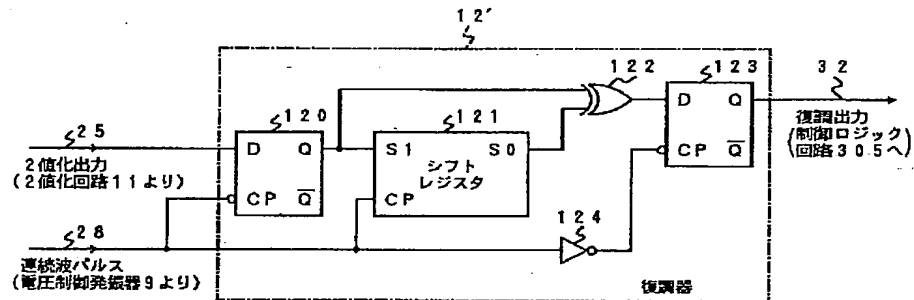 12'
122
123
32
D Q
CP Q
復調出力
(制御ロジック
回路305へ)
25
2値化出力
(2値化回路11より)
120
D Q
CP Q
121
S1 S0
シフト
レジスタ
CP
124
28
連続波パルス
(電圧制御発振器9より)
復調器